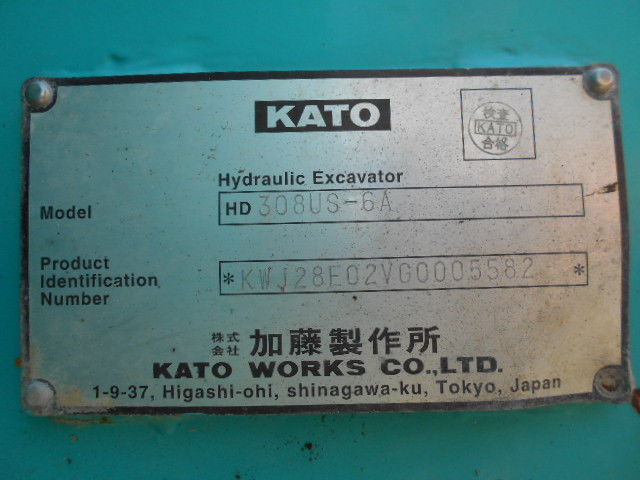 KATO
検査
KATO
合格
Hydraulic Excavator
Model HD 308US-6A
Product
Identification
Number
*KWJ28E02VG0005582 *
株式
会社
加藤製作所
KATO WORKS CO.,LTD.
1-9-37, Higashi-ohi, shinagawa-ku, Tokyo, Japan